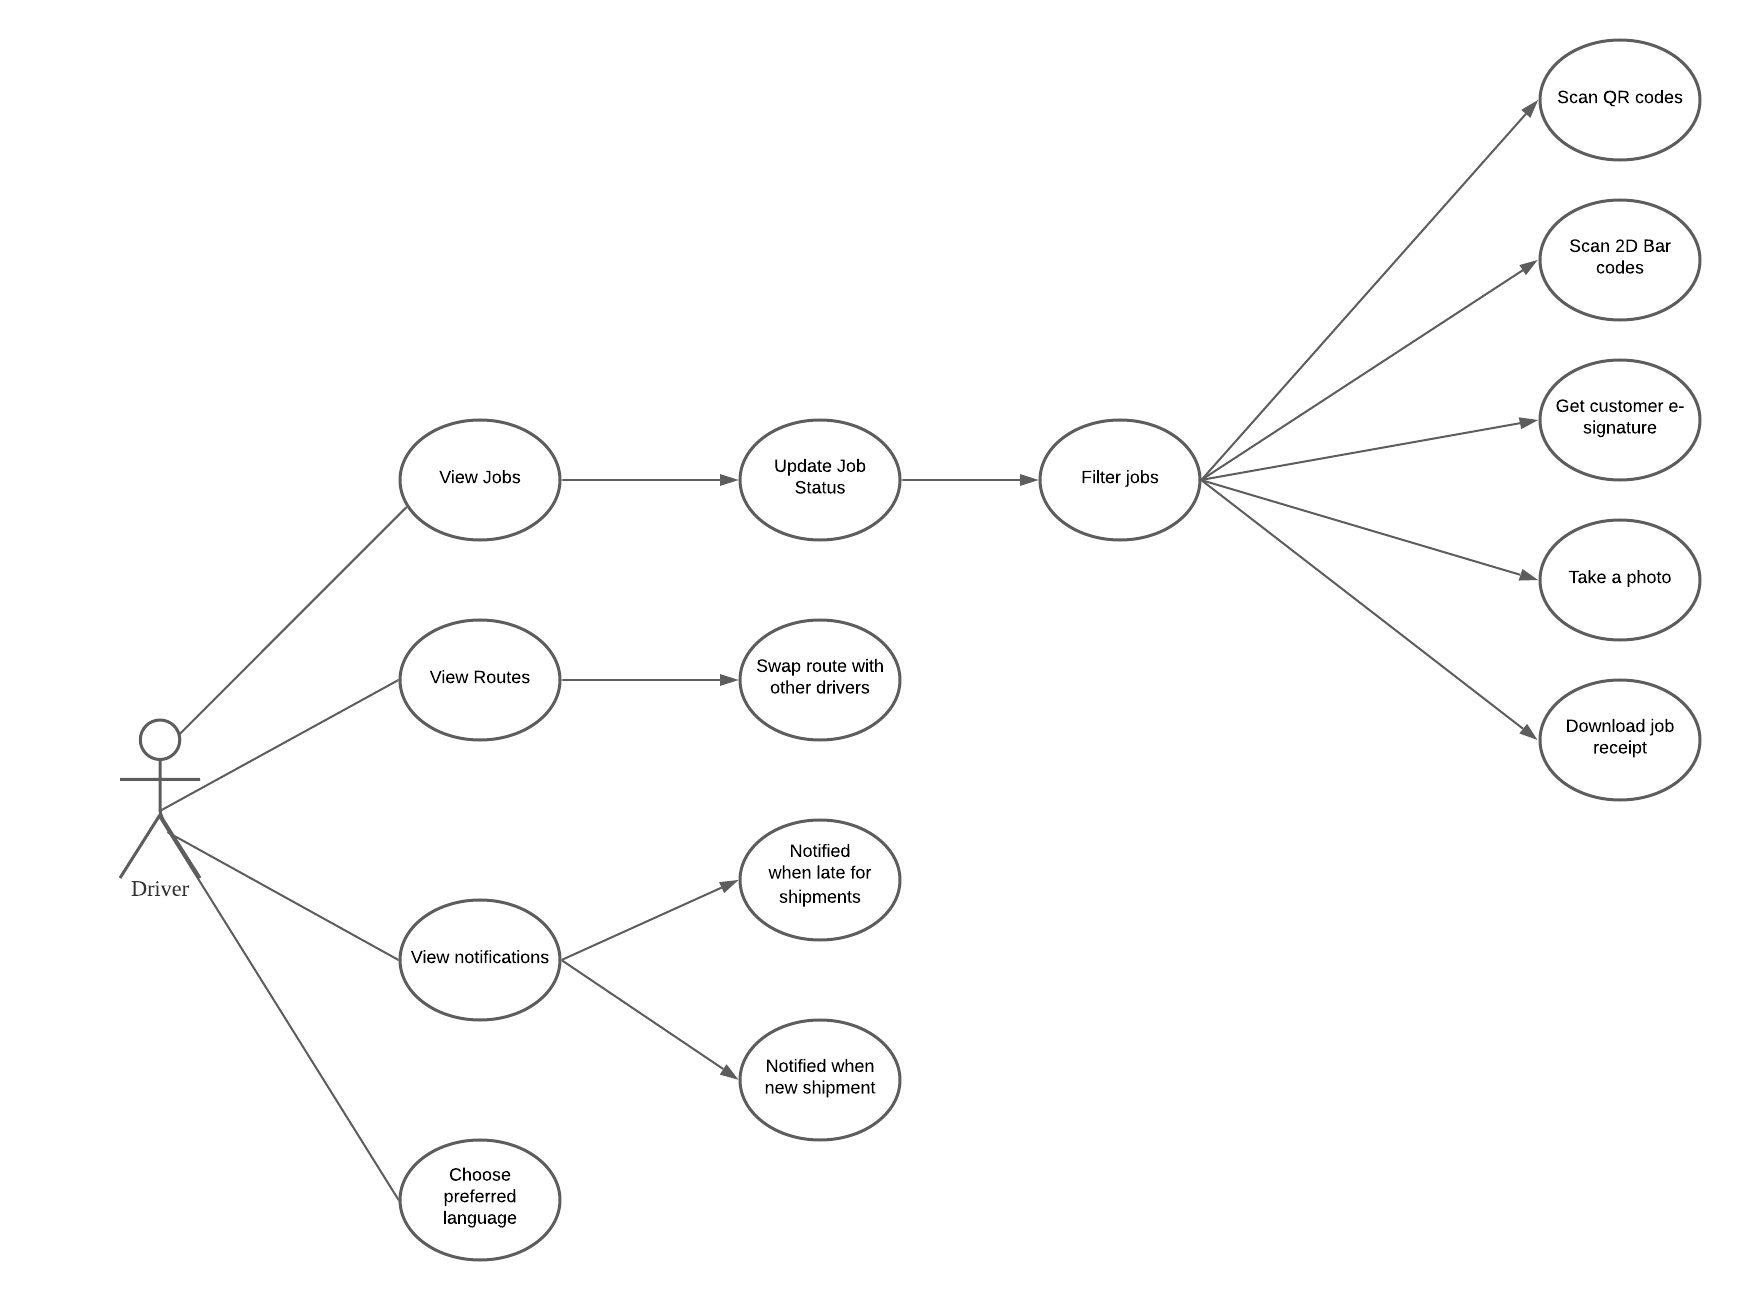 Scan QR codes
Scan 2D Bar
codes
Get customer e-
signature
View Jobs
Update Job
Status
Filter jobs
Take a photo
View Routes
Swap route with
other drivers
Download job
receipt
Driver
Notified
when late for
shipments
View notifications
Notified when
new shipment
Choose
preferred
language